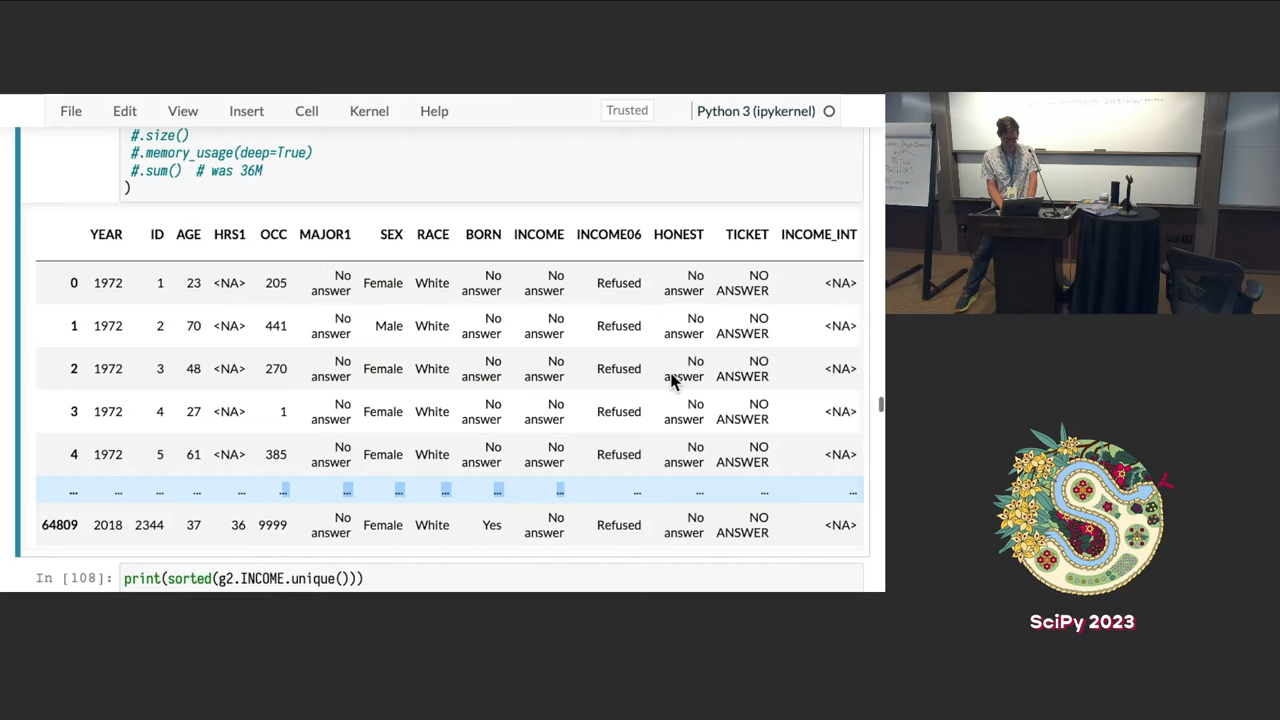 File Edit View Insert Cell Kernel Help Trusted Python 3 (ipykernel)
#.size()
#.memory_usage(deep=True)
#.sum() # was 36M
)
YEAR ID AGE HRS1 OCC MAJOR1 SEX RACE BORN INCOME INCOME06 HONEST TICKET INCOME_INT
0 1972 1 23 <NA> 205 No answer Female White No answer No answer Refused No answer NO ANSWER <NA>
1 1972 2 70 <NA> 441 No answer Male White No answer No answer Refused No answer NO ANSWER <NA>
2 1972 3 48 <NA> 270 No answer Female White No answer No answer Refused No answer NO ANSWER <NA>
3 1972 4 27 <NA> 1 No answer Female White No answer No answer Refused No answer NO ANSWER <NA>
4 1972 5 61 <NA> 385 No answer Female White No answer No answer Refused No answer NO ANSWER <NA>
... ... ... ... ... ... ... ... ... ... ... ... ... ... ...
64809 2018 2344 37 36 9999 No answer Female White Yes No answer Refused No answer NO ANSWER <NA>
In [108]: print(sorted(g2.INCOME.unique()))
SciPy 2023